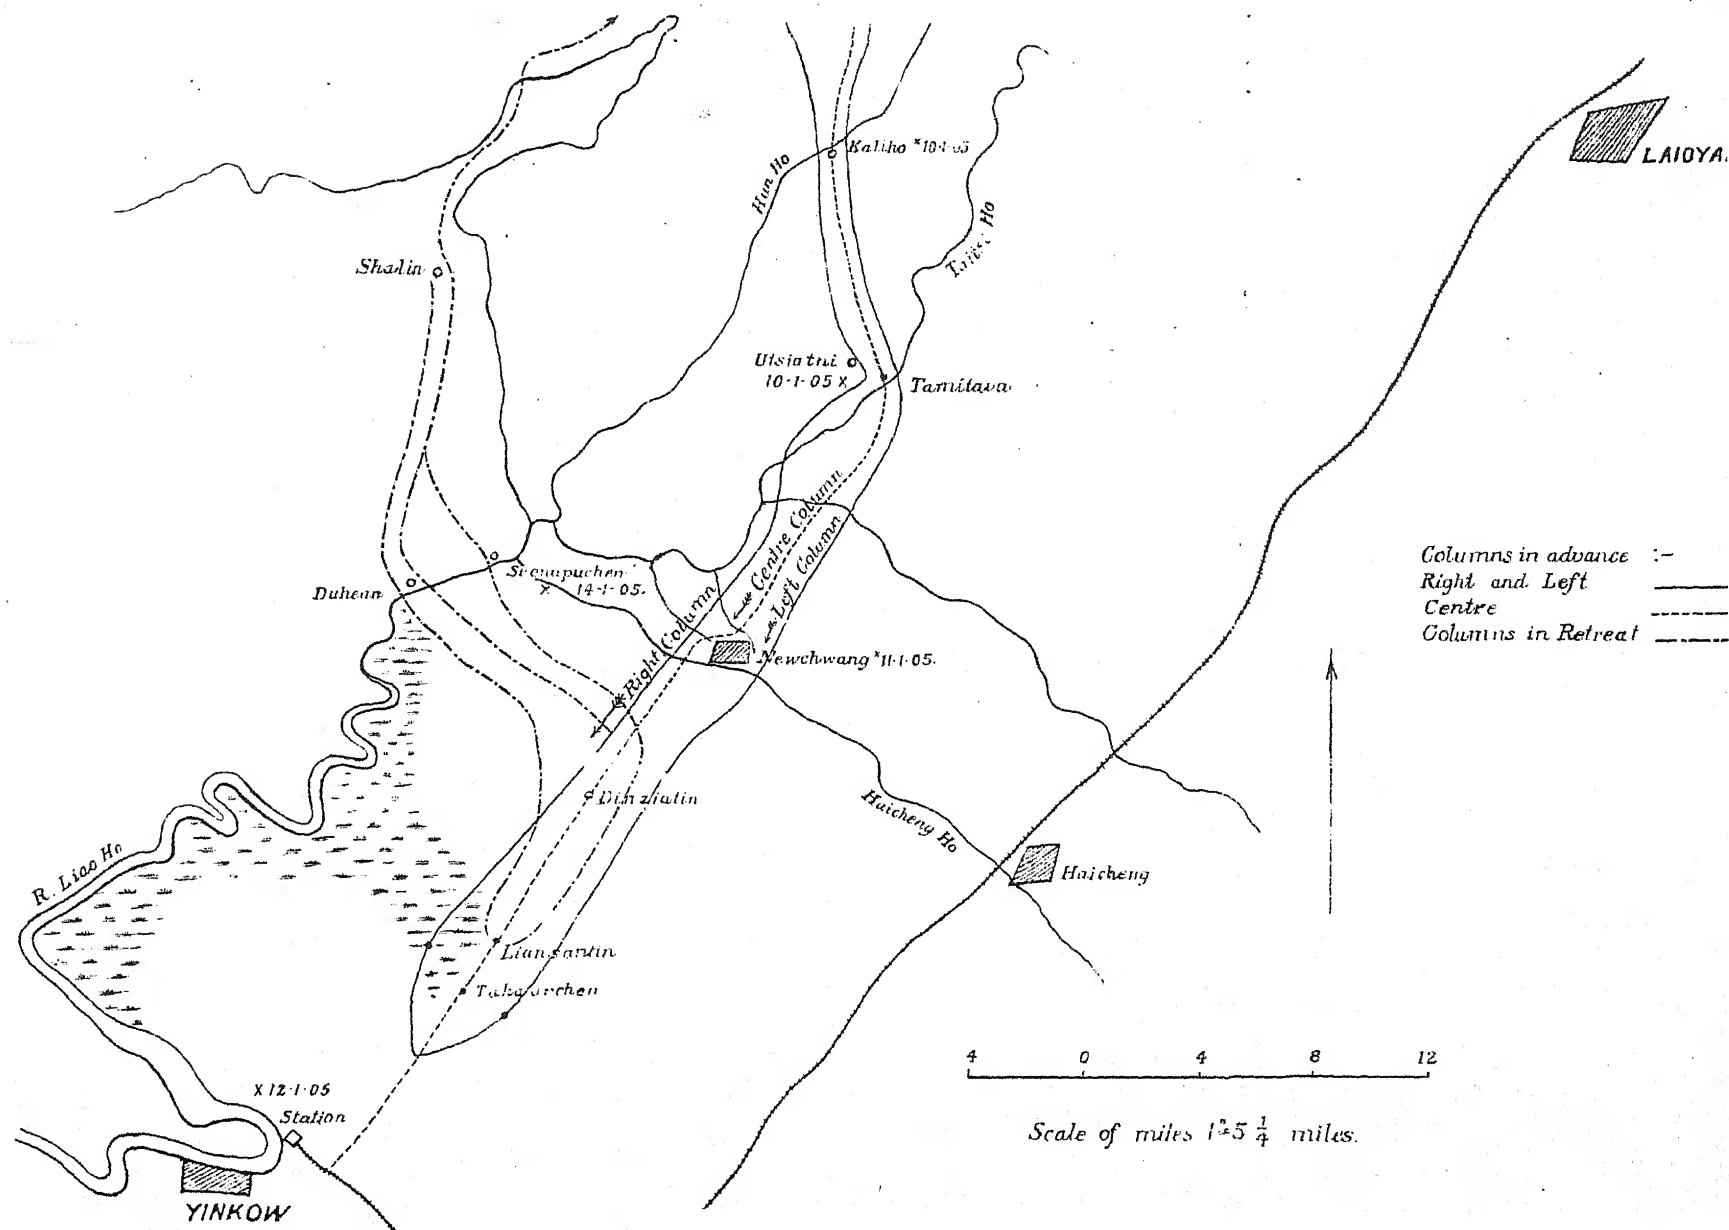 Kaliho x 10·1·05
LAIOYA
Hun Ho
Ho
Shalin
Utsiatui
10·1·05 X
Tamitava
Centre Column
Left Column
Right Column
Columns in advance :-
Right and Left
Centre
Columns in Retreat
X 14·1·05.
Duhean
Newchwang x 11·1·05.
Dinzialin
Haicheng Ho
R. Liao Ho
Haicheng
Liansantin
4 0 4 8 12
X 12·1·05
Station
Scale of miles 1"=5 1/4 miles.
YINKOW